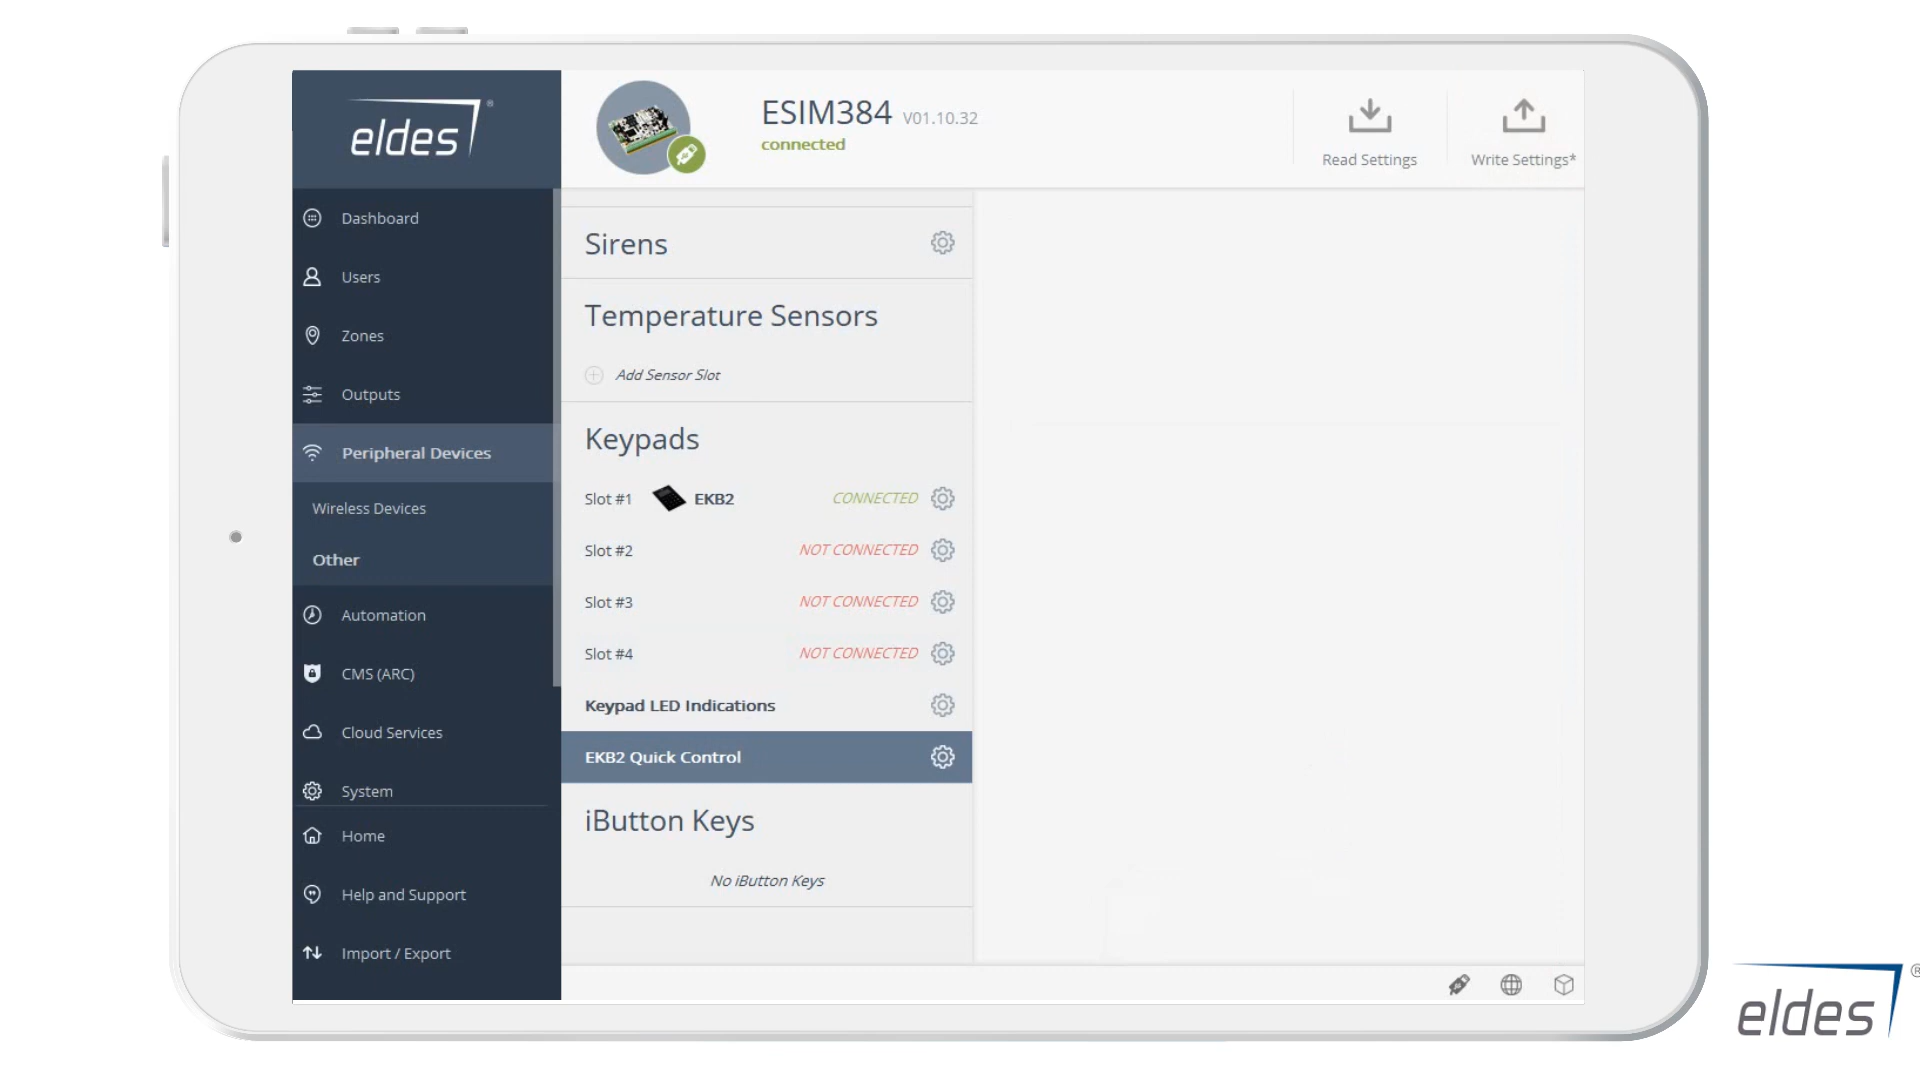 eldes®
ESIM384 V01.10.32
connected
Read Settings
Write Settings*
Dashboard
Users
Zones
Outputs
Peripheral Devices
Wireless Devices
Other
Automation
CMS (ARC)
Cloud Services
System
Home
Help and Support
Import / Export
Sirens
Temperature Sensors
Add Sensor Slot
Keypads
Slot #1 EKB2 CONNECTED
Slot #2 NOT CONNECTED
Slot #3 NOT CONNECTED
Slot #4 NOT CONNECTED
Keypad LED Indications
EKB2 Quick Control
iButton Keys
No iButton Keys
eldes®